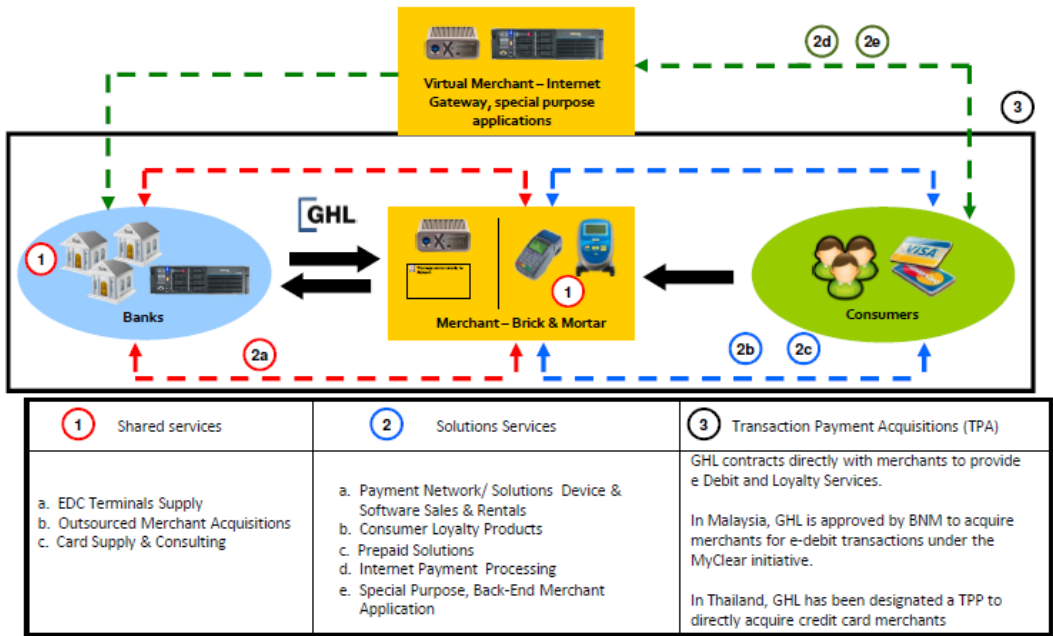 2d
2e
Virtual Merchant – Internet
Gateway, special purpose
applications
3
GHL
VISA
MasterCard
1
1
Banks
Merchant – Brick & Mortar
Consumers
2a
2b
2c
1 Shared services
2 Solutions Services
3 Transaction Payment Acquisitions (TPA)
a. EDC Terminals Supply
b. Outsourced Merchant Acquisitions
c. Card Supply & Consulting
a. Payment Network/ Solutions Device &
Software Sales & Rentals
b. Consumer Loyalty Products
c. Prepaid Solutions
d. Internet Payment Processing
e. Special Purpose, Back-End Merchant
Application
GHL contracts directly with merchants to provide
e Debit and Loyalty Services.
In Malaysia, GHL is approved by BNM to acquire
merchants for e-debit transactions under the
MyClear initiative.
In Thailand, GHL has been designated a TPP to
directly acquire credit card merchants